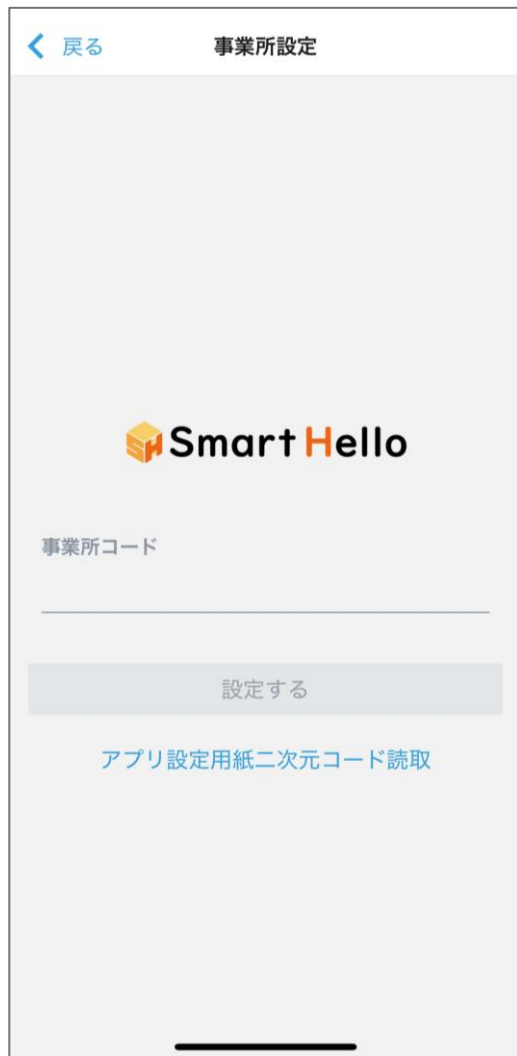 戻る
事業所設定
SH Smart Hello
事業所コード
設定する
アプリ設定用紙二次元コード読取